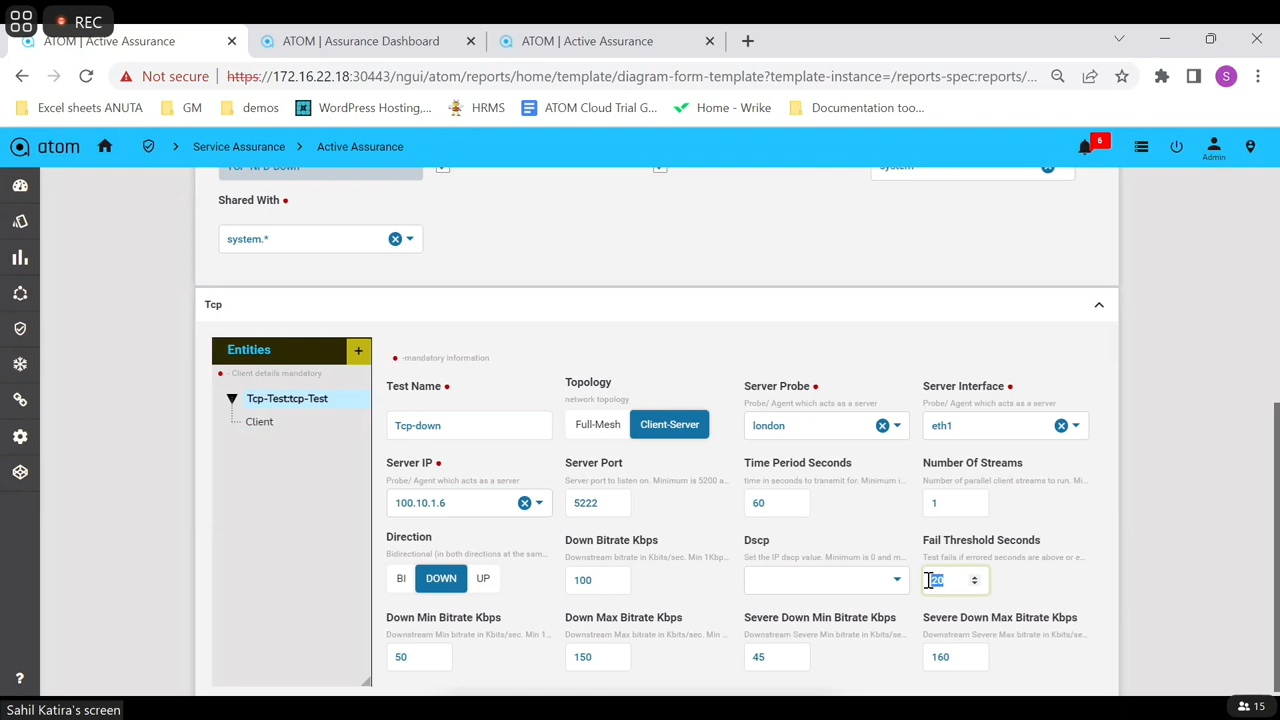 REC
ATOM | Active Assurance
ATOM | Assurance Dashboard
ATOM | Active Assurance
Not secure
https://172.16.22.18:30443/ngui/atom/reports/home/template/diagram-form-template?template-instance=/reports-spec:reports/...
S
Excel sheets ANUTA
GM
demos
WordPress Hosting,...
HRMS
ATOM Cloud Trial G...
Home - Wrike
Documentation too...
atom
Service Assurance
Active Assurance
6
Admin
Shared With
system.*
Tcp
Entities
+
- Client details mandatory
Tcp-Test:tcp-Test
Client
-mandatory information
Test Name
Tcp-down
Topology
network topology
Full-Mesh
Client-Server
Server Probe
Probe/ Agent which acts as a server
london
Server Interface
Probe/ Agent which acts as a server
eth1
Server IP
Probe/ Agent which acts as a server
100.10.1.6
Server Port
Server port to listen on. Minimum is 5200 a...
5222
Time Period Seconds
time in seconds to transmit for. Minimum i...
60
Number Of Streams
Number of parallel client streams to run. Mi...
1
Direction
Bidirectional (in both directions at the sam...
BI
DOWN
UP
Down Bitrate Kbps
Downstream bitrate in Kbits/sec. Min 1Kbp...
100
Dscp
Set the IP dscp value. Minimum is 0 and m...
Fail Threshold Seconds
Test fails if errored seconds are above or e...
20
Down Min Bitrate Kbps
Downstream Min bitrate in Kbits/sec. Min 1...
50
Down Max Bitrate Kbps
Downstream Max bitrate in Kbits/sec. Min ...
150
Severe Down Min Bitrate Kbps
Downstream Severe Min bitrate in Kbits/se...
45
Severe Down Max Bitrate Kbps
Downstream Severe Max bitrate in Kbits/se...
160
?
Sahil Katira's screen
15